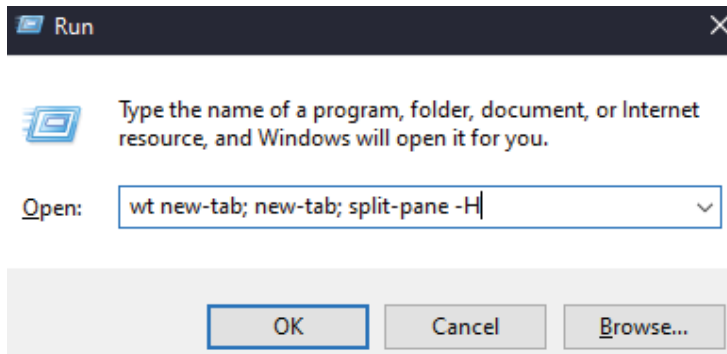 Run
Type the name of a program, folder, document, or Internet
resource, and Windows will open it for you.
Open: wt new-tab; new-tab; split-pane -H
OK Cancel Browse...